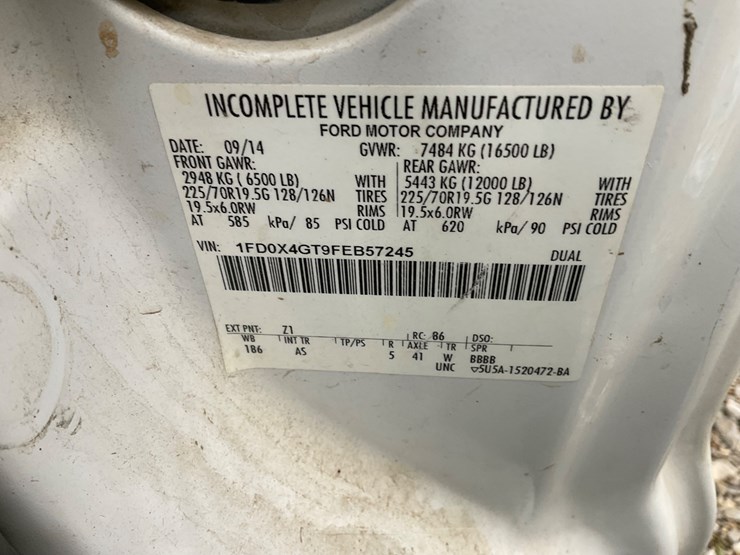 INCOMPLETE VEHICLE MANUFACTURED BY
FORD MOTOR COMPANY
DATE: 09/14 GVWR: 7484 KG (16500 LB)
FRONT GAWR: REAR GAWR:
2948 KG ( 6500 LB) WITH 5443 KG (12000 LB) WITH
225/70R19.5G 128/126N TIRES 225/70R19.5G 128/126N TIRES
19.5x6.0RW RIMS 19.5x6.0RW RIMS
AT 585 kPa/ 85 PSI COLD AT 620 kPa/ 90 PSI COLD
VIN: 1FD0X4GT9FEB57245 DUAL
EXT PNT: Z1 RC: 86 DSO:
WB INT TR TP/PS R AXLE TR SPR
186 AS 5 41 W BBBB
UNC ▽5U5A-1520472-BA